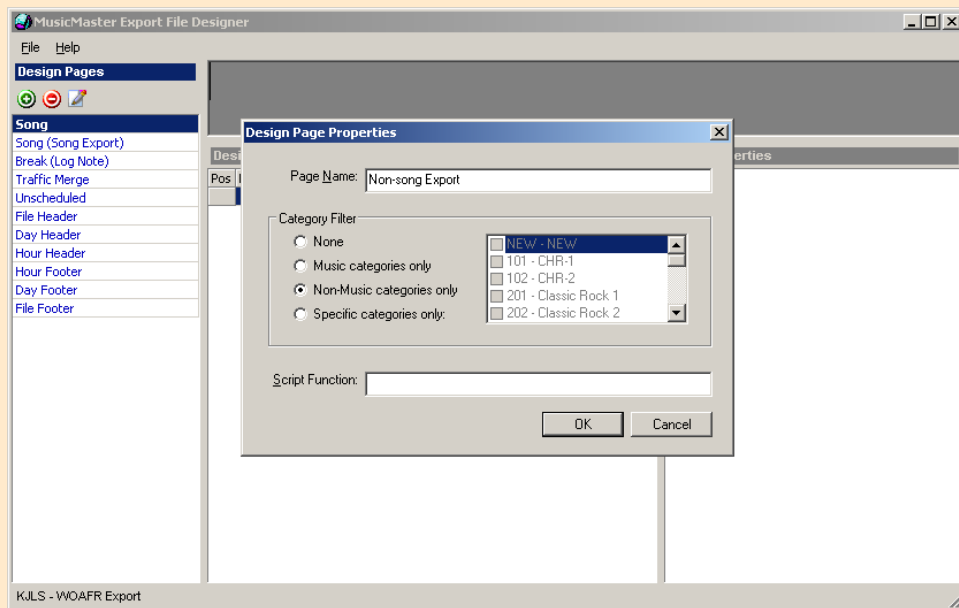 MusicMaster Export File Designer
File Help
Design Pages
Song
Song (Song Export)
Break (Log Note)
Traffic Merge
Unscheduled
File Header
Day Header
Hour Header
Hour Footer
Day Footer
File Footer
Desi
erties
Pos
Design Page Properties
Page Name: Non-song Export
Category Filter
None
Music categories only
Non-Music categories only
Specific categories only:
NEW - NEW
101 - CHR-1
102 - CHR-2
201 - Classic Rock 1
202 - Classic Rock 2
Script Function:
OK Cancel
KJLS - WOAFR Export